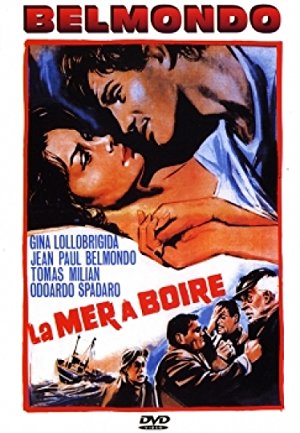 BELMONDO
GINA LOLLOBRIGIDA
JEAN PAUL BELMONDO
TOMAS MILIAN
ODOARDO SPADARO
LA MER À BOIRE
DVD